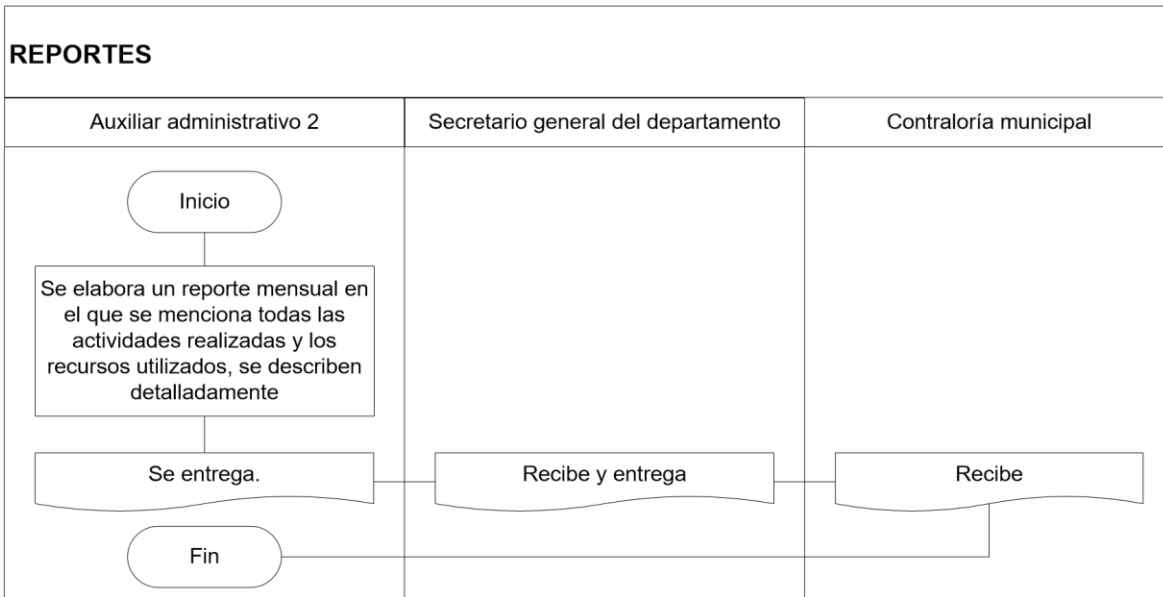 REPORTES
Auxiliar administrativo 2
Secretario general del departamento
Contraloría municipal
Inicio
Se elabora un reporte mensual en
el que se menciona todas las
actividades realizadas y los
recursos utilizados, se describen
detalladamente
Se entrega.
Recibe y entrega
Recibe
Fin